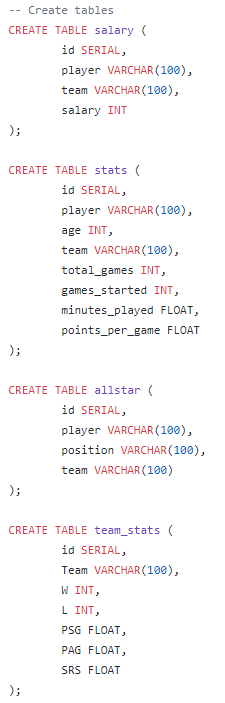 -- Create tables
CREATE TABLE salary (
id SERIAL,
player VARCHAR(100),
team VARCHAR(100),
salary INT
);
CREATE TABLE stats (
id SERIAL,
player VARCHAR(100),
age INT,
team VARCHAR(100),
total_games INT,
games_started INT,
minutes_played FLOAT,
points_per_game FLOAT
);
CREATE TABLE allstar (
id SERIAL,
player VARCHAR(100),
position VARCHAR(100),
team VARCHAR(100)
);
CREATE TABLE team_stats (
id SERIAL,
Team VARCHAR(100),
W INT,
L INT,
PSG FLOAT,
PAG FLOAT,
SRS FLOAT
);